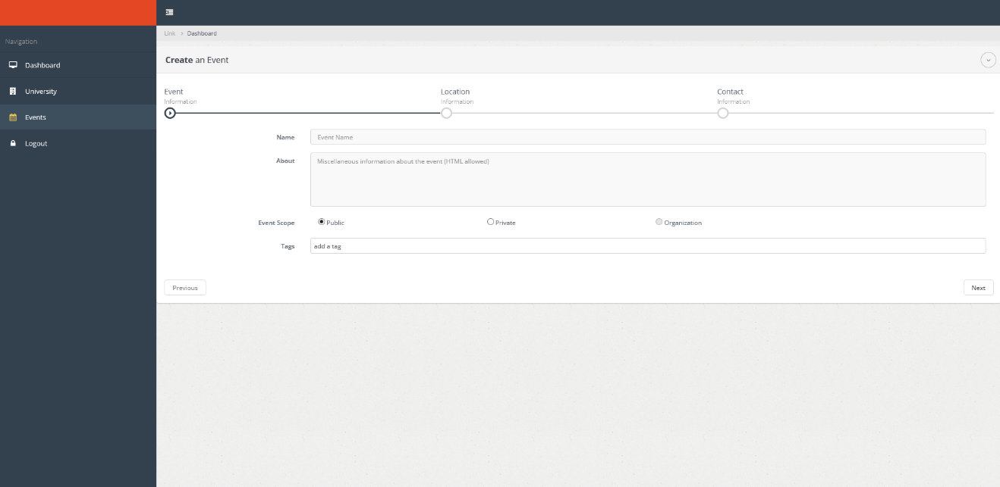 Navigation
Dashboard
University
Events
Logout
Link > Dashboard
Create an Event
Event
Information
Location
Information
Contact
Information
Name
Event Name
About
Miscellaneous information about the event (HTML allowed)
Event Scope
Public
Private
Organization
Tags
add a tag
Previous
Next